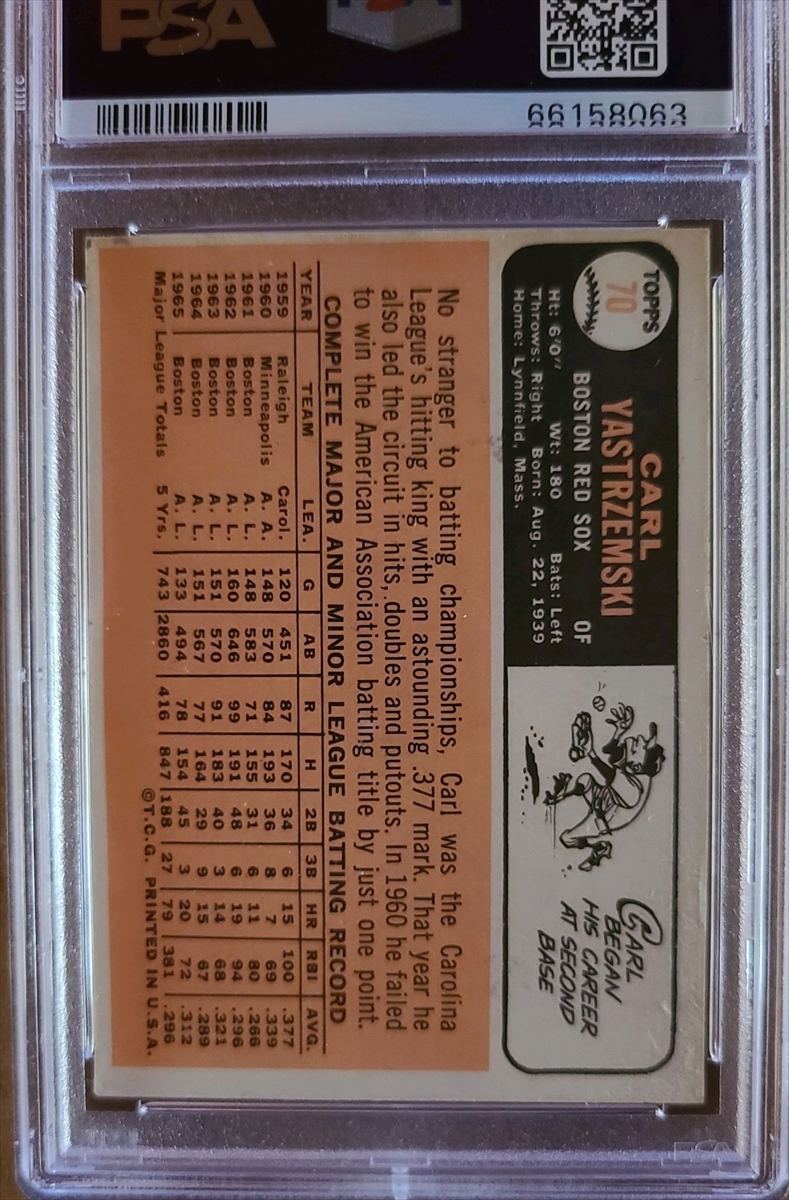 PSA
66158063
TOPPS
70
CARL
YASTRZEMSKI
OF
BOSTON RED SOX
Ht: 6'0" Wt: 180 Bats: Left
Throws: Right Born: Aug. 22, 1939
Home: Lynnfield, Mass.
CARL
BEGAN
HIS CAREER
AT SECOND
BASE
No stranger to batting championships, Carl was the Carolina
League's hitting king with an astounding .377 mark. That year he
also led the circuit in hits, doubles and putouts. In 1960 he failed
to win the American Association batting title by just one point.
COMPLETE MAJOR AND MINOR LEAGUE BATTING RECORD
YEAR TEAM LEA. G AB R H 2B 3B HR RBI AVG.
1959 Raleigh Carol. 120 451 87 170 34 6 15 100 .377
1960 Minneapolis A. A. 148 570 84 193 36 8 7 69 .339
1961 Boston A. L. 148 583 71 155 31 6 11 80 .266
1962 Boston A. L. 160 646 99 191 48 6 19 94 .296
1963 Boston A. L. 151 570 91 183 40 3 14 68 .321
1964 Boston A. L. 151 567 77 164 29 9 15 67 .289
1965 Boston A. L. 133 494 78 154 45 3 20 72 .312
Major League Totals 5 Yrs. 743 2860 416 847 188 27 79 381 .296
©T.C.G. PRINTED IN U.S.A.
PSA